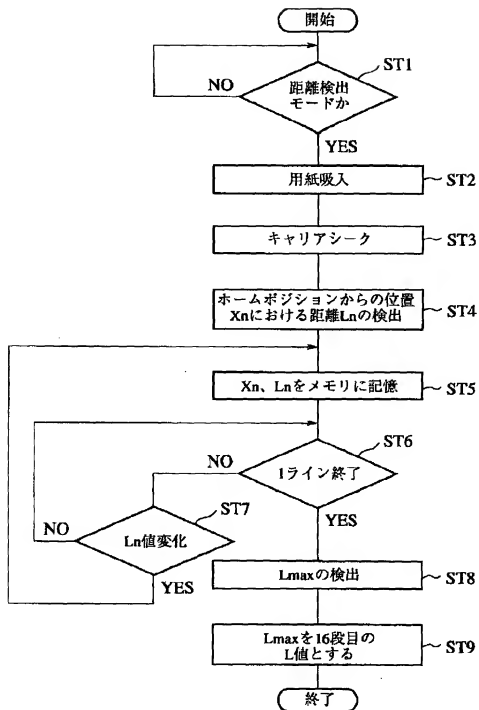 開始
ST1
距離検出
モードか
NO
YES
用紙吸入
ST2
キャリアシーク
ST3
ホームポジションからの位置
Xnにおける距離Lnの検出
ST4
Xn、Lnをメモリに記憶
ST5
ST6
1ライン終了
NO
YES
ST7
Ln値変化
NO
YES
Lmaxの検出
ST8
Lmaxを16段目の
L値とする
ST9
終了